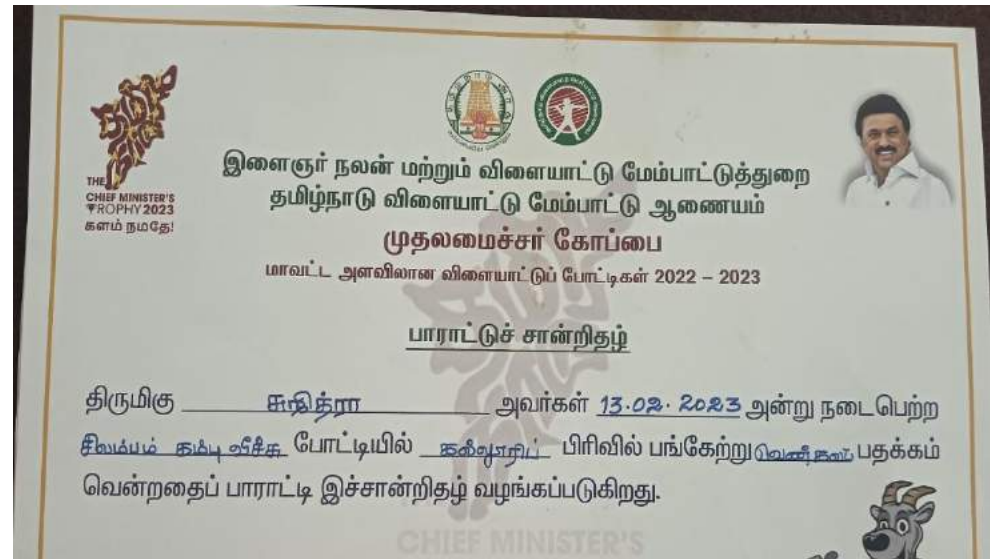 THE
CHIEF MINISTER'S
TROPHY 2023
களம் நமதே!
இளைஞர் நலன் மற்றும் விளையாட்டு மேம்பாட்டுத்துறை
தமிழ்நாடு விளையாட்டு மேம்பாட்டு ஆணையம்
முதலமைச்சர் கோப்பை
மாவட்ட அளவிலான விளையாட்டுப் போட்டிகள் 2022 – 2023
பாராட்டுச் சான்றிதழ்
திருமிகு சுசித்ரா அவர்கள் 13.02.2023 அன்று நடைபெற்ற
சிலம்பம் கம்பு வீச்சு போட்டியில் கல்லூரிப் பிரிவில் பங்கேற்று வெண்கலப் பதக்கம்
வென்றதைப் பாராட்டி இச்சான்றிதழ் வழங்கப்படுகிறது.
CHIEF MINISTER'S